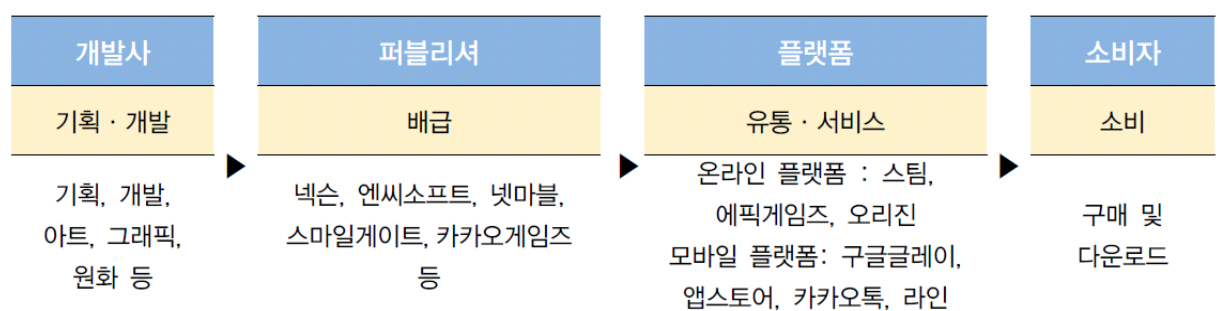 개발사
기획 · 개발
기획, 개발,
아트, 그래픽,
원화 등
▶
퍼블리셔
배급
넥슨, 엔씨소프트, 넷마블,
스마일게이트, 카카오게임즈
등
▶
플랫폼
유통 · 서비스
온라인 플랫폼 : 스팀,
에픽게임즈, 오리진
모바일 플랫폼: 구글글레이,
앱스토어, 카카오톡, 라인
▶
소비자
소비
구매 및
다운로드